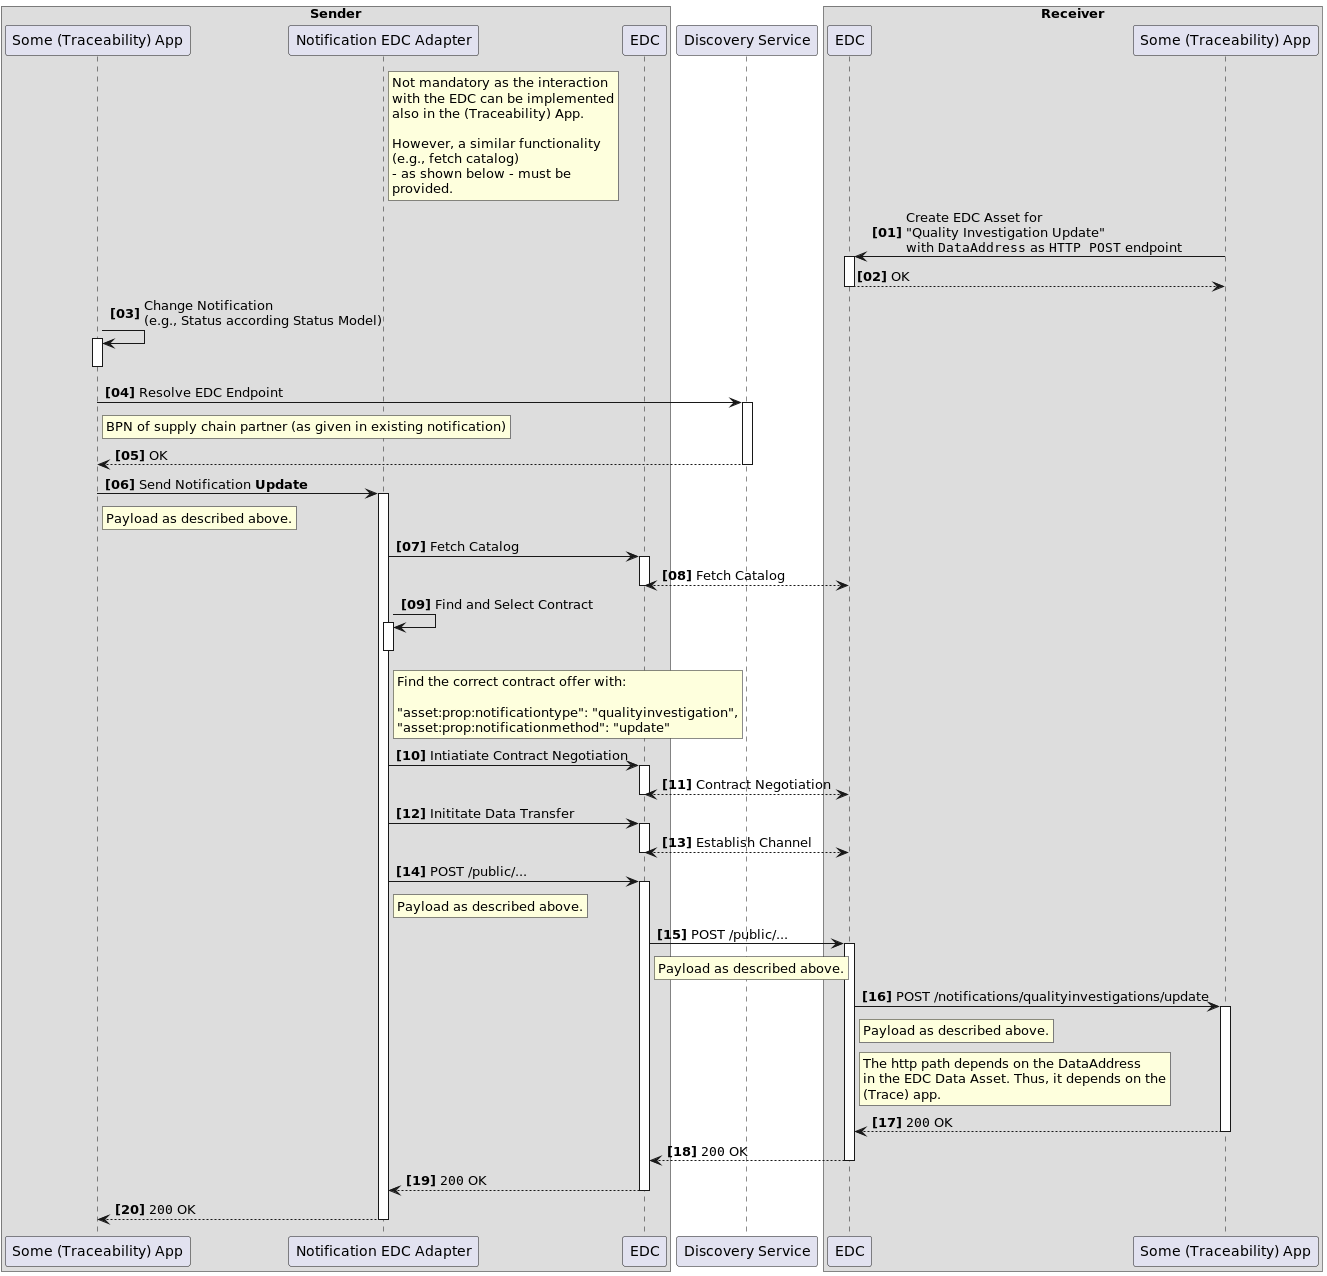 Sender
Receiver
Some (Traceability) App
Notification EDC Adapter
EDC
Discovery Service
EDC
Some (Traceability) App
Not mandatory as the interaction
with the EDC can be implemented
also in the (Traceability) App.
However, a similar functionality
(e.g., fetch catalog)
- as shown below - must be
provided.
Create EDC Asset for
[01] "Quality Investigation Update"
with DataAddress as HTTP POST endpoint
[02] OK
Change Notification
[03]
(e.g., Status according Status Model)
[04] Resolve EDC Endpoint
BPN of supply chain partner (as given in existing notification)
[05] OK
[06] Send Notification Update
Payload as described above.
[07] Fetch Catalog
[08] Fetch Catalog
[09] Find and Select Contract
Find the correct contract offer with:
"asset:prop:notificationtype": "qualityinvestigation",
"asset:prop:notificationmethod": "update"
[10] Intiatiate Contract Negotiation
[11] Contract Negotiation
[12] Inititate Data Transfer
[13] Establish Channel
[14] POST /public/...
Payload as described above.
[15] POST /public/...
Payload as described above.
[16] POST /notifications/qualityinvestigations/update
Payload as described above.
The http path depends on the DataAddress
in the EDC Data Asset. Thus, it depends on the
(Trace) app.
[17] 200 OK
[18] 200 OK
[19] 200 OK
[20] 200 OK
Some (Traceability) App
Notification EDC Adapter
EDC
Discovery Service
EDC
Some (Traceability) App